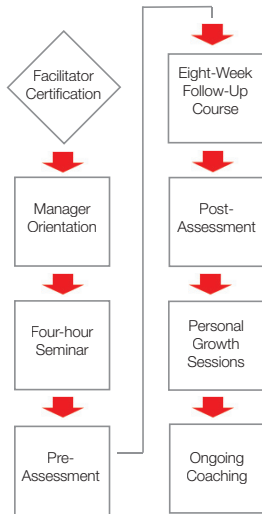 Facilitator
Certification
Manager
Orientation
Four-hour
Seminar
Pre-
Assessment
Eight-Week
Follow-Up
Course
Post-
Assessment
Personal
Growth
Sessions
Ongoing
Coaching